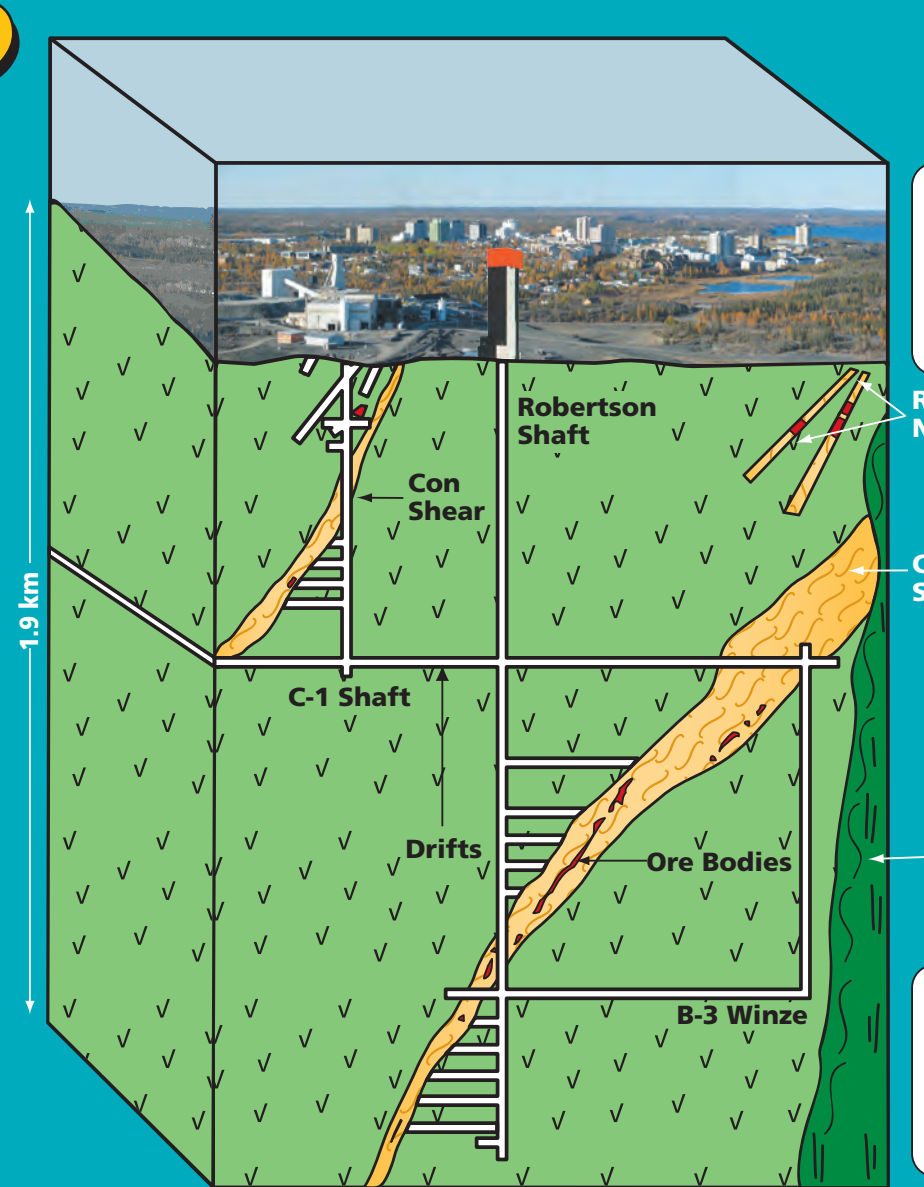 Robertson
Shaft
Con
Shear
1.9 km
C-1 Shaft
Drifts
Ore Bodies
B-3 Winze